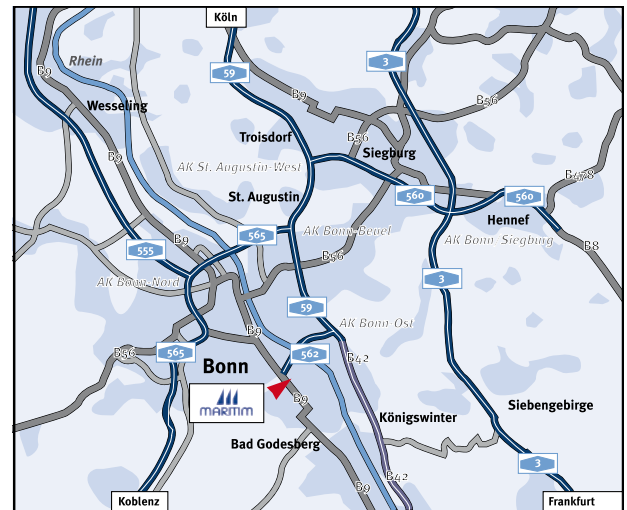 Köln
3
Rhein
B9
59
B9
B56
Wesseling
Troisdorf
B56
Siegburg
B9
AK St. Augustin-West
B478
St. Augustin
560
560
Hennef
565
AK Bonn-Beuel
B9
AK Bonn-Siegburg
B8
555
B56
AK Bonn-Nord
3
59
AK Bonn-Ost
B9
B56
565
562
B42
Bonn
MARITIM
B9
Siebengebirge
Königswinter
Bad Godesberg
3
B42
B9
Koblenz
Frankfurt